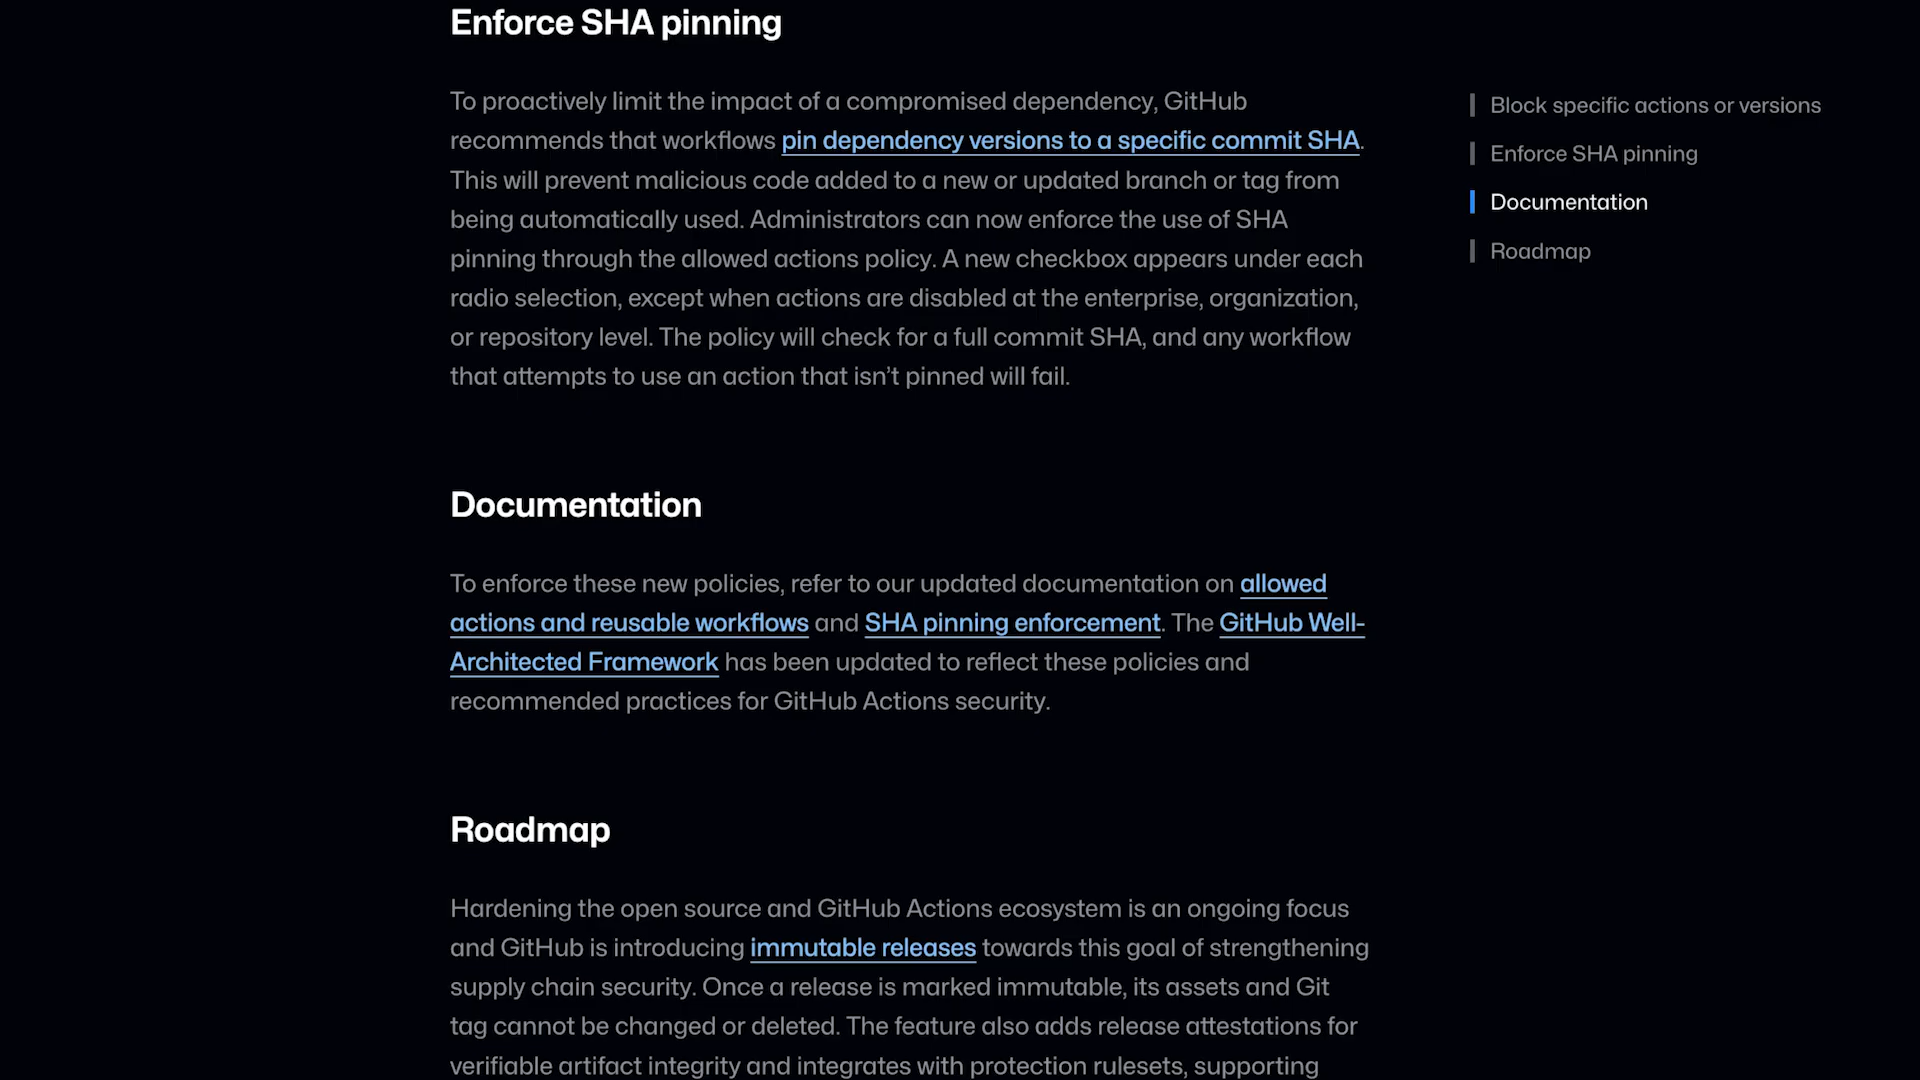 Enforce SHA pinning
To proactively limit the impact of a compromised dependency, GitHub
recommends that workflows pin dependency versions to a specific commit SHA.
This will prevent malicious code added to a new or updated branch or tag from
being automatically used. Administrators can now enforce the use of SHA
pinning through the allowed actions policy. A new checkbox appears under each
radio selection, except when actions are disabled at the enterprise, organization,
or repository level. The policy will check for a full commit SHA, and any workflow
that attempts to use an action that isn’t pinned will fail.
Documentation
To enforce these new policies, refer to our updated documentation on allowed
actions and reusable workflows and SHA pinning enforcement. The GitHub Well-
Architected Framework has been updated to reflect these policies and
recommended practices for GitHub Actions security.
Roadmap
Hardening the open source and GitHub Actions ecosystem is an ongoing focus
and GitHub is introducing immutable releases towards this goal of strengthening
supply chain security. Once a release is marked immutable, its assets and Git
tag cannot be changed or deleted. The feature also adds release attestations for
verifiable artifact integrity and integrates with protection rulesets, supporting
Block specific actions or versions
Enforce SHA pinning
Documentation
Roadmap